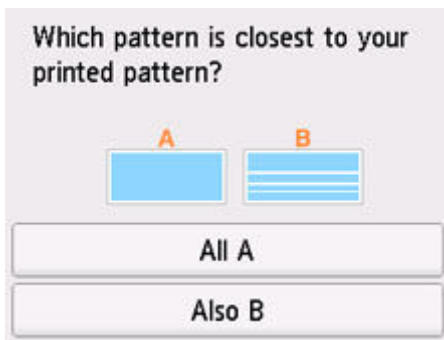 Which pattern is closest to your
printed pattern?
A B
All A
Also B